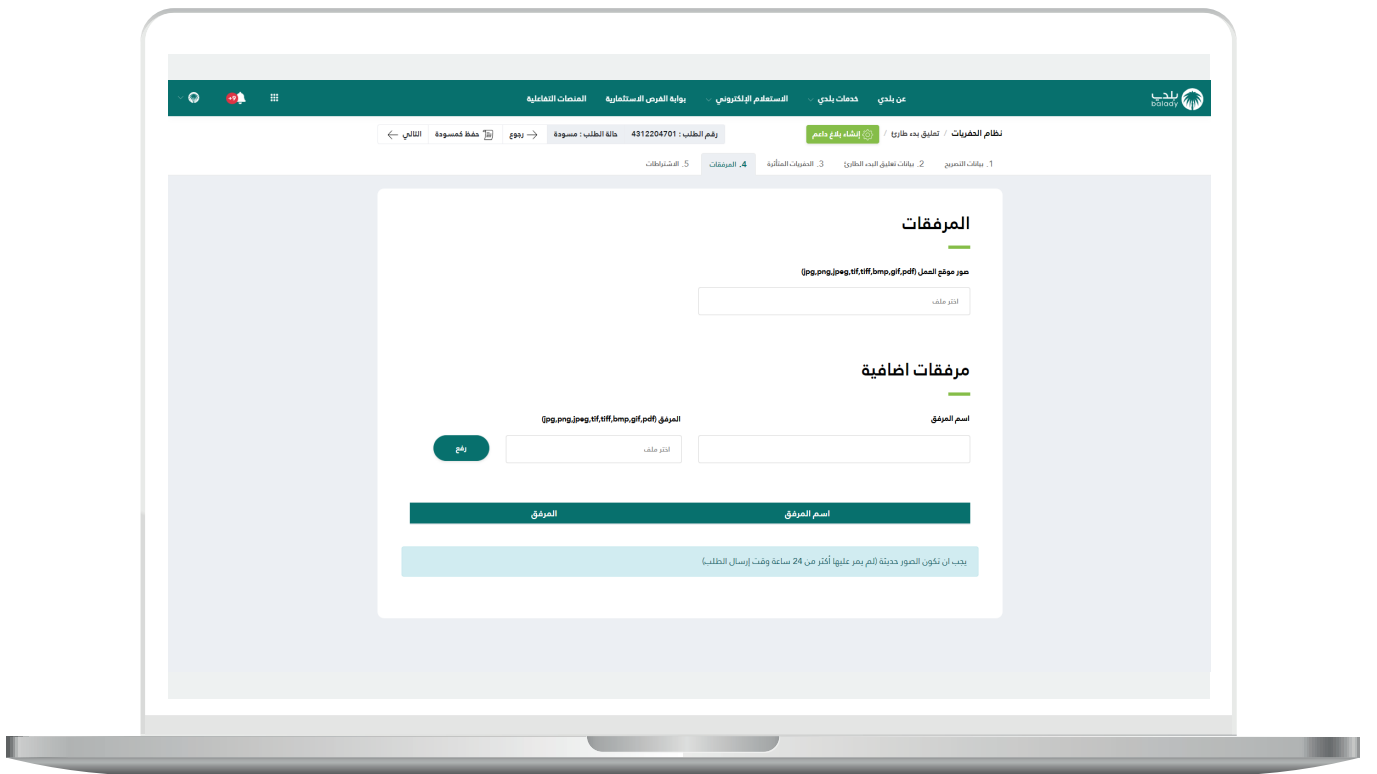 بلدي
balady
عن بلدي
خدمات بلدي
الاستعلام الإلكتروني
بوابة الفرص الاستثمارية
المنصات التفاعلية
+9
نظام الحفريات / تعليق بدء طارئ /
إنشاء بلاغ داعم
رقم الطلب : 4312204701
حالة الطلب : مسودة
رجوع
حفظ كمسودة
التالي
1. بيانات التصريح
2. بيانات تعليق البدء الطارئ
3. الحفريات المتأثرة
4. المرفقات
5. الاشتراطات
المرفقات
صور موقع العمل (jpg,png,jpeg,tif,tiff,bmp,gif,pdf)
اختر ملف
مرفقات اضافية
اسم المرفق
المرفق (jpg,png,jpeg,tif,tiff,bmp,gif,pdf)
اختر ملف
رفع
اسم المرفق
المرفق
يجب ان تكون الصور حديثة (لم يمر عليها أكثر من 24 ساعة وقت إرسال الطلب)